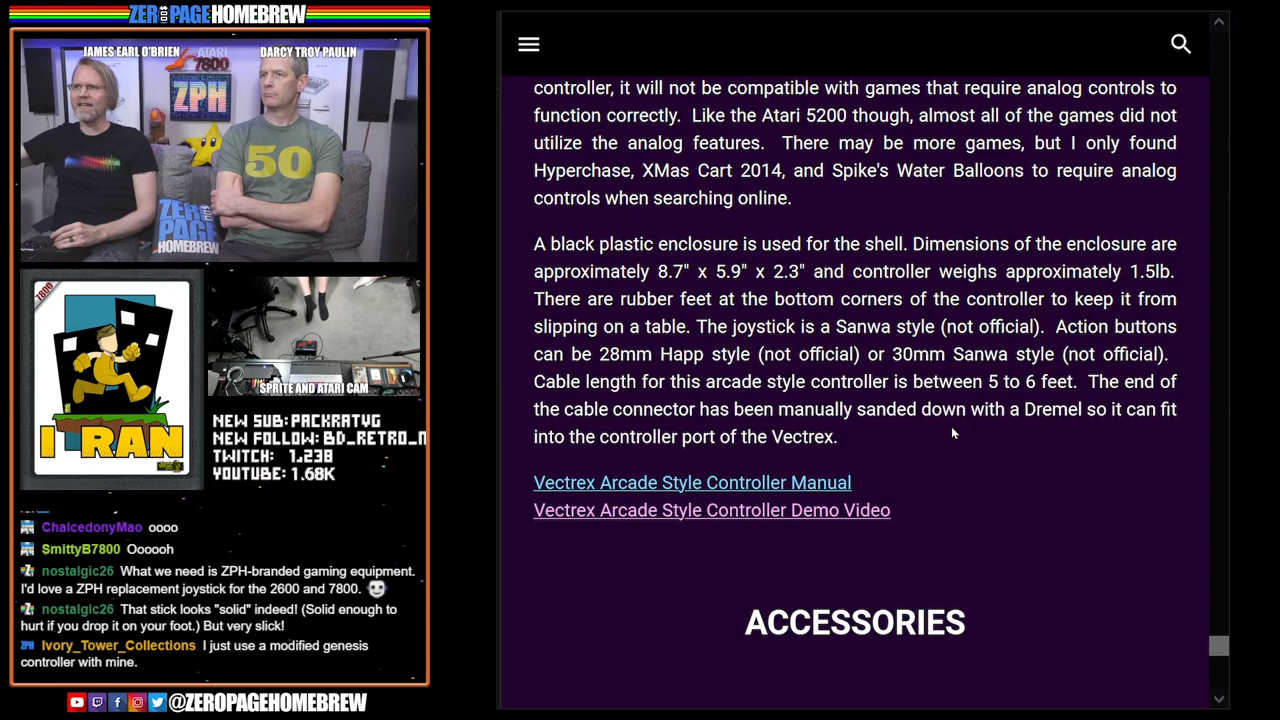 ZERO PAGE HOMEBREW
JAMES EARL O'BRIEN
DARCY TROY PAULIN
ATARI
7800
ZPH
50
ZERO
PAGE
HOMEBREW
7800
I RAN
SPRITE AND ATARI CAM
NEW SUB: PACKRATVG
NEW FOLLOW: BD_RETRO_
TWITCH: 1,238
YOUTUBE: 1.68K
ChalcedonyMao oooo
SmittyB7800 Oooooh
nostalgic26 What we need is ZPH-branded gaming equipment.
I'd love a ZPH replacement joystick for the 2600 and 7800.
nostalgic26 That stick looks "solid" indeed! (Solid enough to
hurt if you drop it on your foot.) But very slick!
Ivory_Tower_Collections I just use a modified genesis
controller with mine.
@ZEROPAGEHOMEBREW
controller, it will not be compatible with games that require analog controls to
function correctly. Like the Atari 5200 though, almost all of the games did not
utilize the analog features. There may be more games, but I only found
Hyperchase, XMas Cart 2014, and Spike's Water Balloons to require analog
controls when searching online.
A black plastic enclosure is used for the shell. Dimensions of the enclosure are
approximately 8.7" x 5.9" x 2.3" and controller weighs approximately 1.5lb.
There are rubber feet at the bottom corners of the controller to keep it from
slipping on a table. The joystick is a Sanwa style (not official). Action buttons
can be 28mm Happ style (not official) or 30mm Sanwa style (not official).
Cable length for this arcade style controller is between 5 to 6 feet. The end of
the cable connector has been manually sanded down with a Dremel so it can fit
into the controller port of the Vectrex.
Vectrex Arcade Style Controller Manual
Vectrex Arcade Style Controller Demo Video
ACCESSORIES